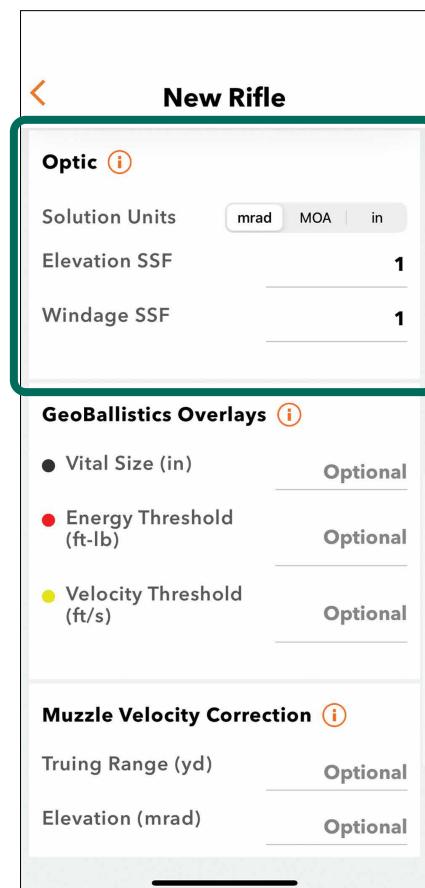 New Rifle
Optic
Solution Units mrad MOA in
Elevation SSF 1
Windage SSF 1
GeoBallistics Overlays
Vital Size (in) Optional
Energy Threshold
(ft-lb) Optional
Velocity Threshold
(ft/s) Optional
Muzzle Velocity Correction
Truing Range (yd) Optional
Elevation (mrad) Optional